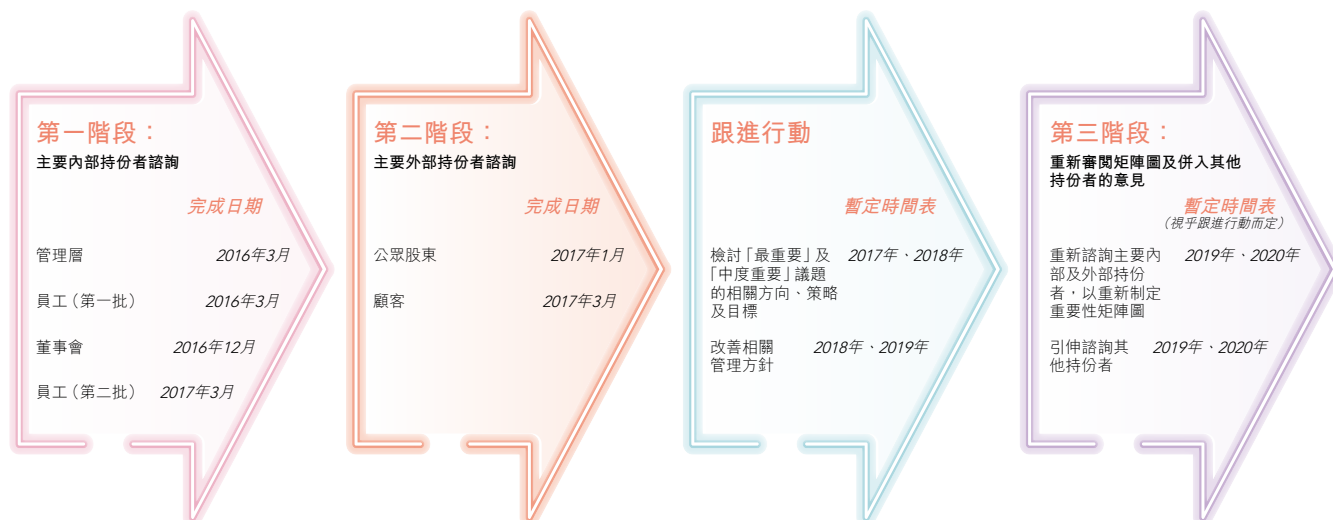 第一階段：
主要內部持份者諮詢
完成日期
管理層 2016年3月
員工（第一批） 2016年3月
董事會 2016年12月
員工（第二批） 2017年3月
第二階段：
主要外部持份者諮詢
完成日期
公眾股東 2017年1月
顧客 2017年3月
跟進行動
暫定時間表
檢討「最重要」及 2017年、2018年
「中度重要」議題
的相關方向、策略
及目標
改善相關 2018年、2019年
管理方針
第三階段：
重新審閱矩陣圖及併入其他
持份者的意見
暫定時間表
（視乎跟進行動而定）
重新諮詢主要內 2019年、2020年
部及外部持份
者，以重新制定
重要性矩陣圖
引伸諮詢其 2019年、2020年
他持份者